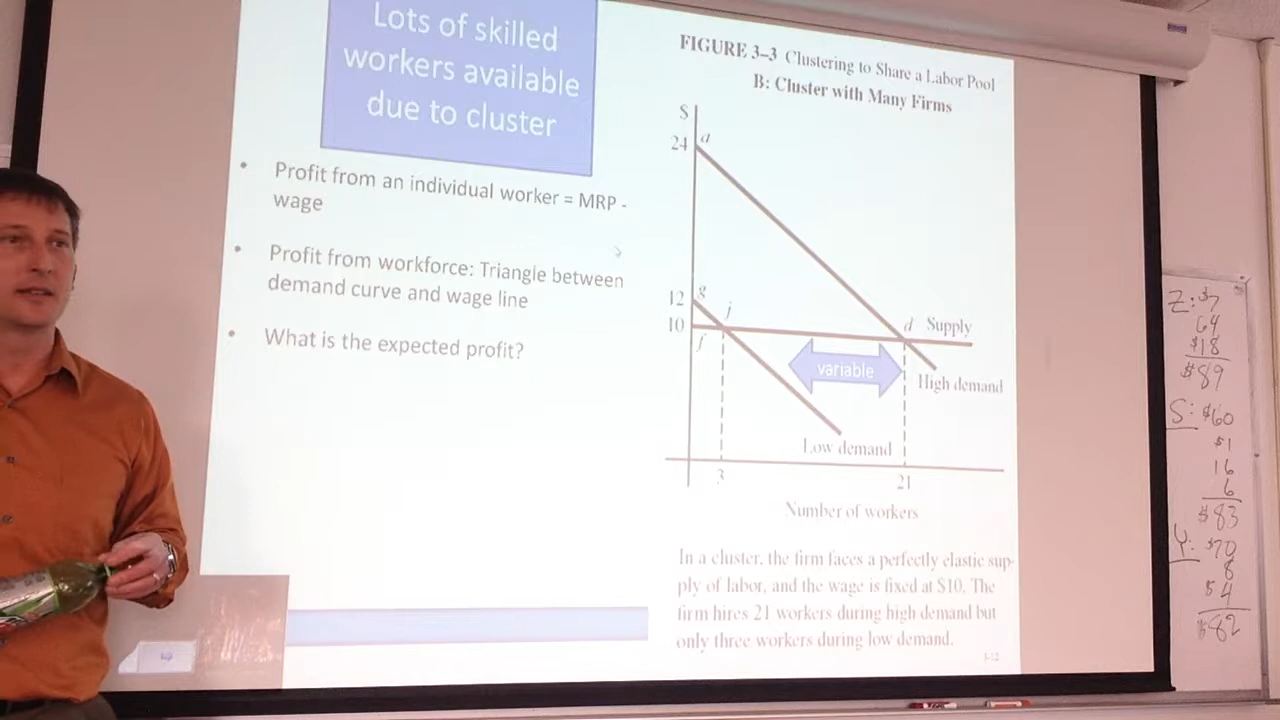 Lots of skilled
workers available
due to cluster
• Profit from an individual worker = MRP -
wage
• Profit from workforce: Triangle between
demand curve and wage line
• What is the expected profit?
FIGURE 3–3 Clustering to Share a Labor Pool
B: Cluster with Many Firms
$
24
a
12
g
j
10
f
d
Supply
variable
High demand
Low demand
3
21
Number of workers
In a cluster, the firm faces a perfectly elastic sup-
ply of labor, and the wage is fixed at $10. The
firm hires 21 workers during high demand but
only three workers during low demand.
3-12
Z: $7
64
$18
$89
S: $60
$1
16
6
$83
Y: $70
8
$4
$82